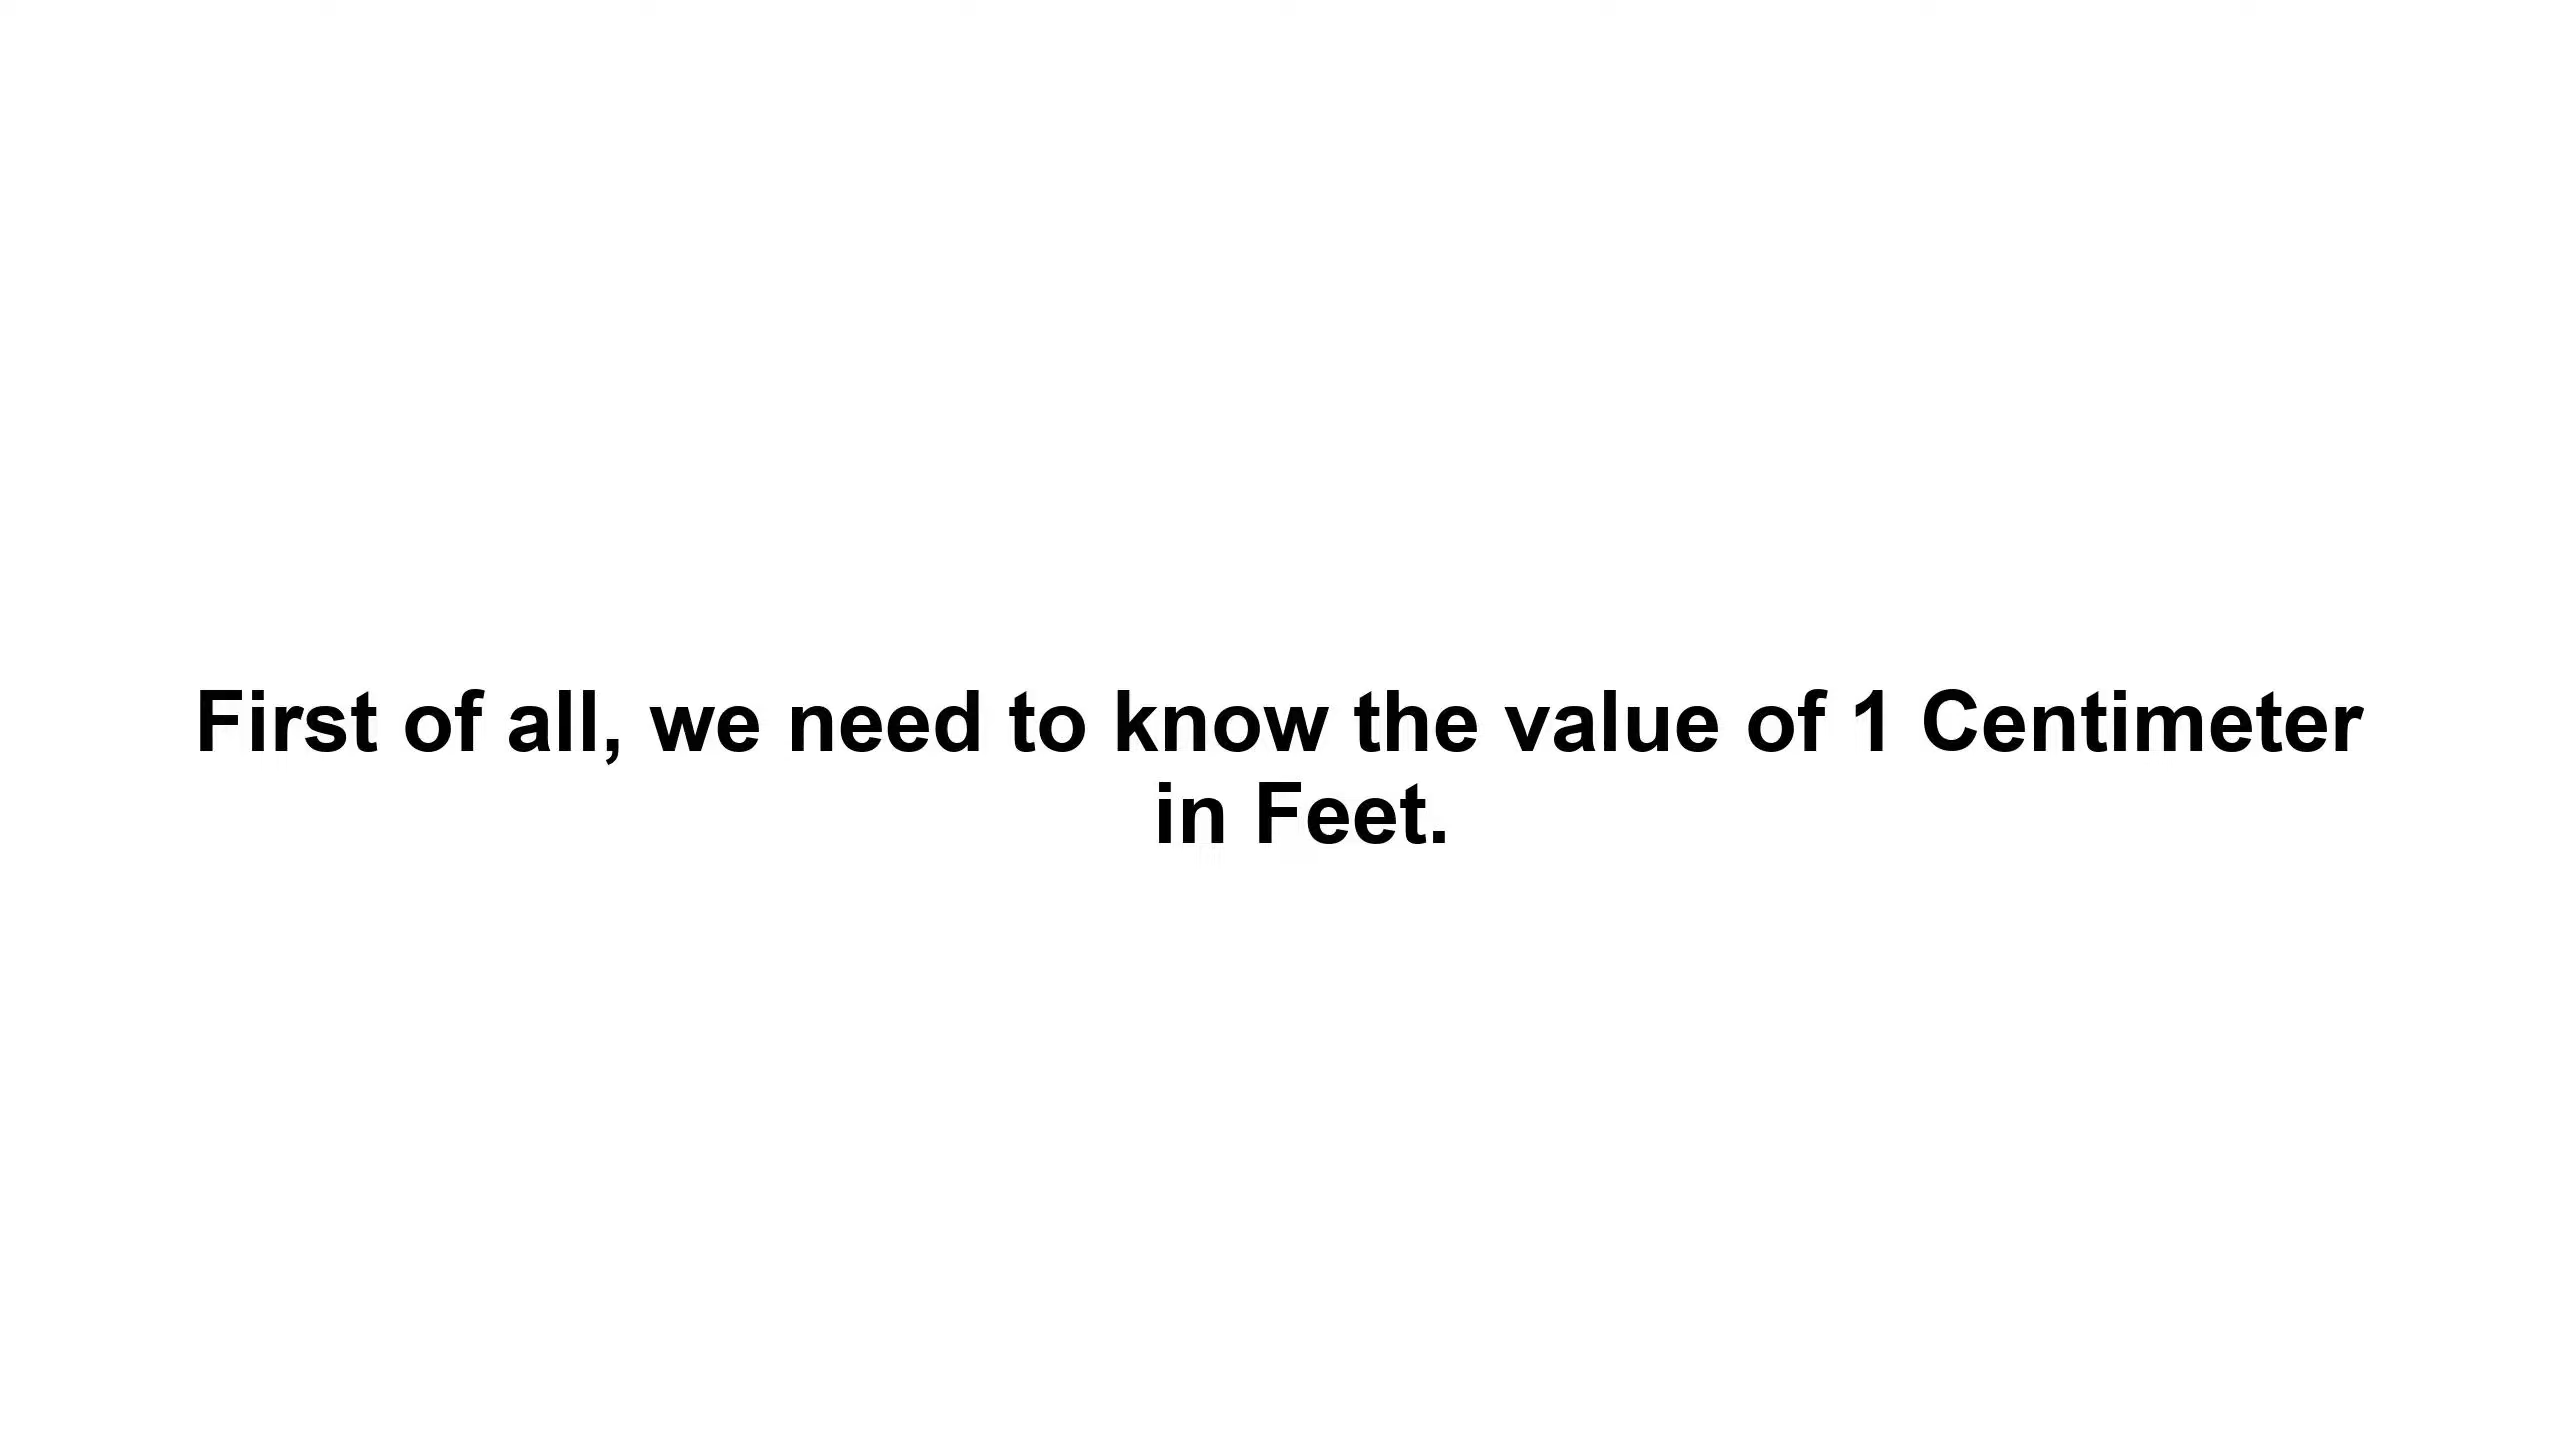 First of all, we need to know the value of 1 Centimeter
in Feet.